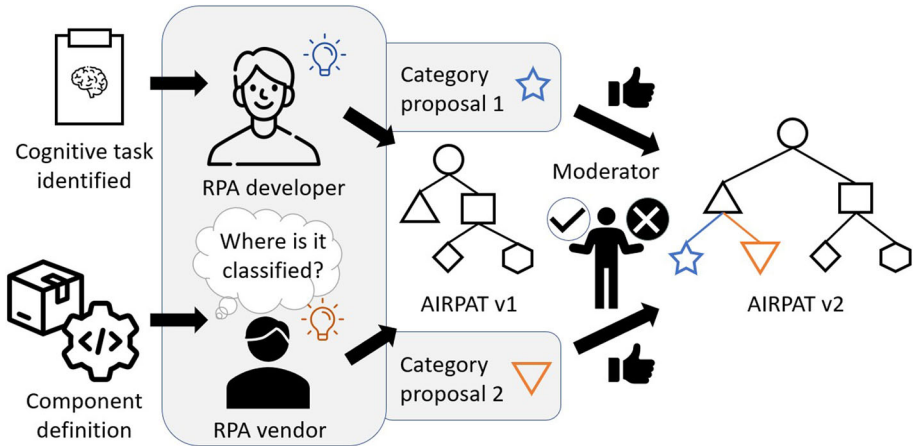 Cognitive task
identified
RPA developer
Category
proposal 1
Moderator
Where is it
classified?
AIRPAT v1
AIRPAT v2
</>
Component
definition
RPA vendor
Category
proposal 2